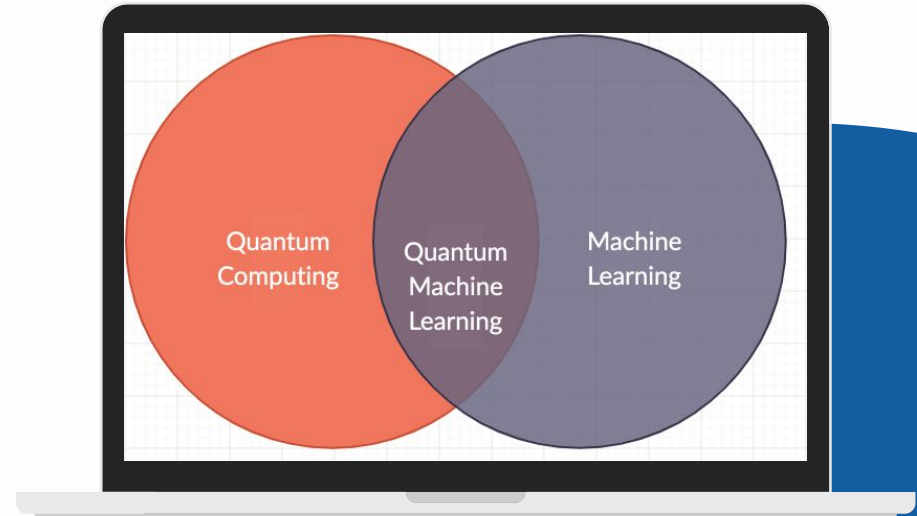 Quantum
Computing
Quantum
Machine
Learning
Machine
Learning